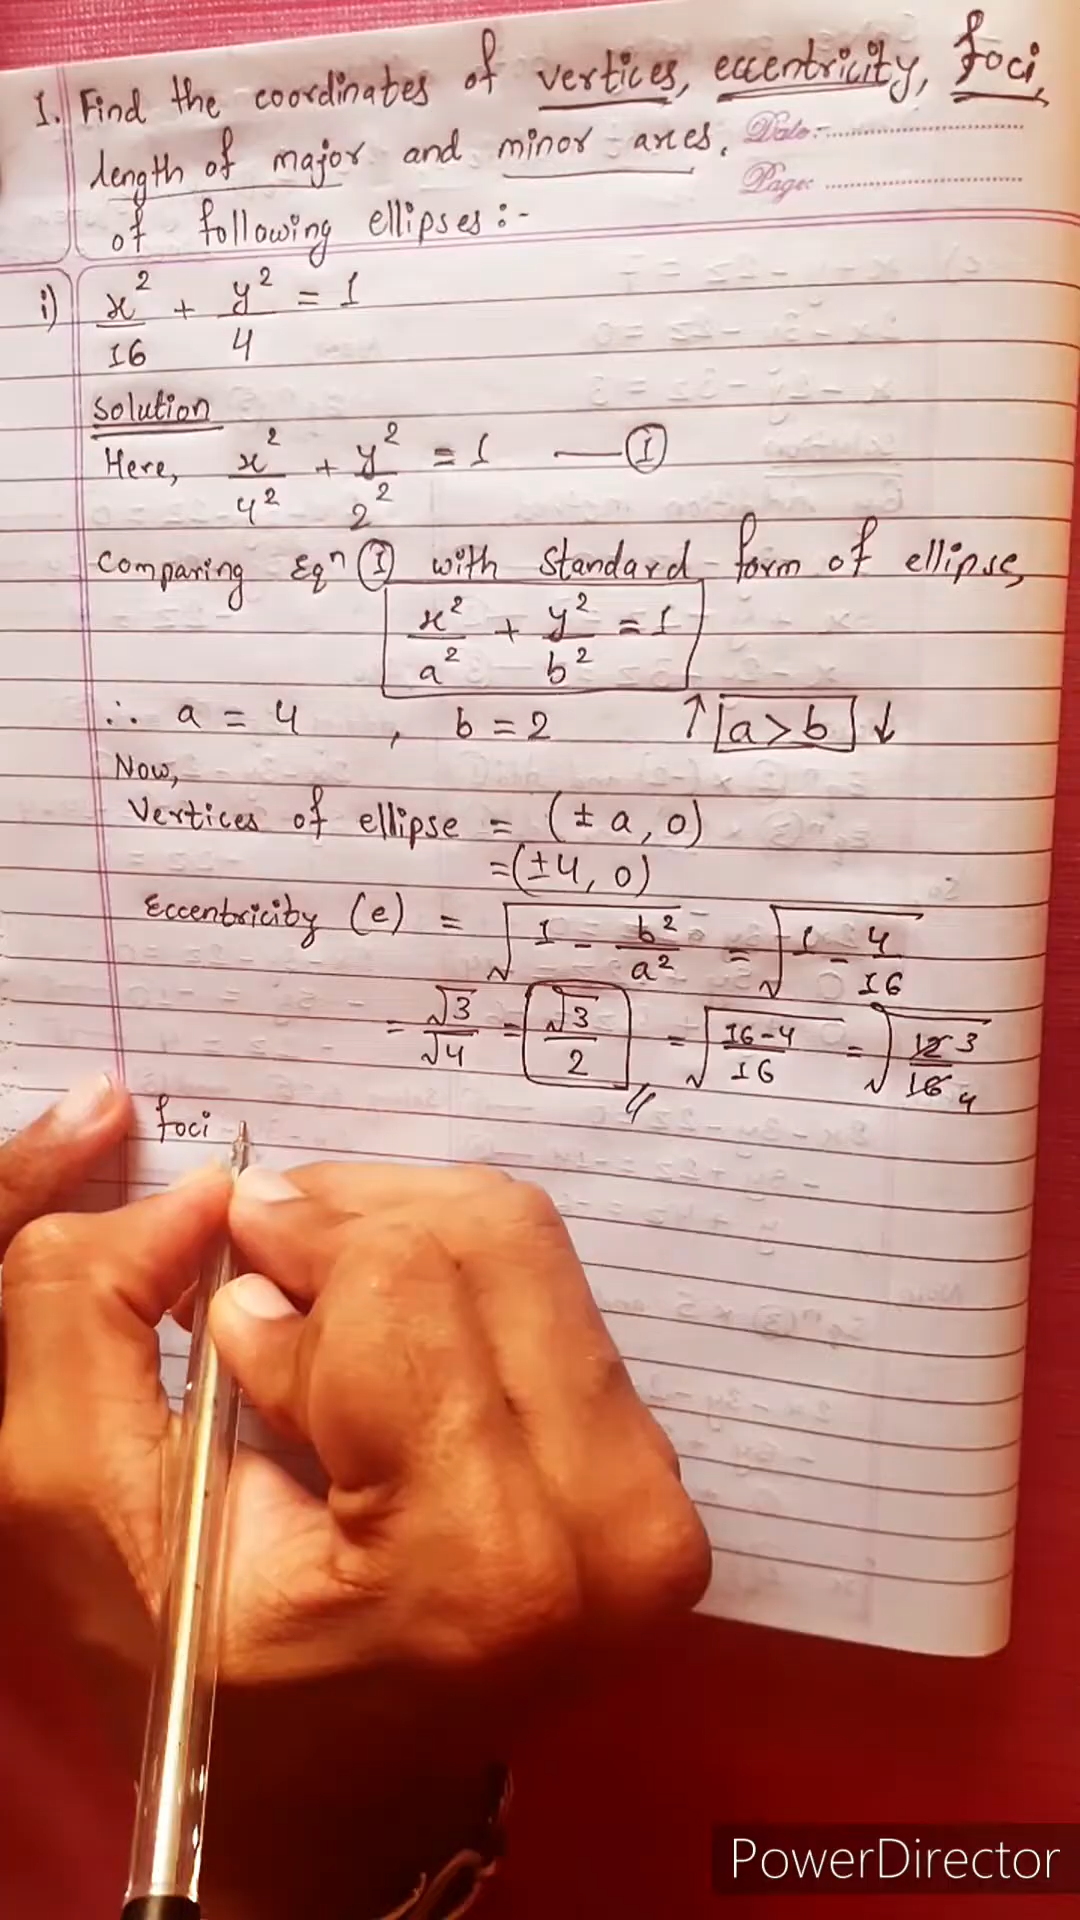 1. Find the coordinates of vertices, eccentricity, foci,
length of major and minor axes.
Date:-
Page:
of following ellipses:-
i) x²/16 + y²/4 = 1
Solution
Here, x²/4² + y²/2² = 1 — (I)
Comparing Eqⁿ (I) with standard form of ellipse,
x²/a² + y²/b² = 1
∴ a = 4 , b = 2 ↑ a > b ↓
Now,
Vertices of ellipse = (± a, 0)
= (±4, 0)
Eccentricity (e) = √(1 - b²/a²) = √(1 - 4/16)
= √3/√4 = √3/2 = √(16-4/16) = √(12 3/16 4)
foci
PowerDirector